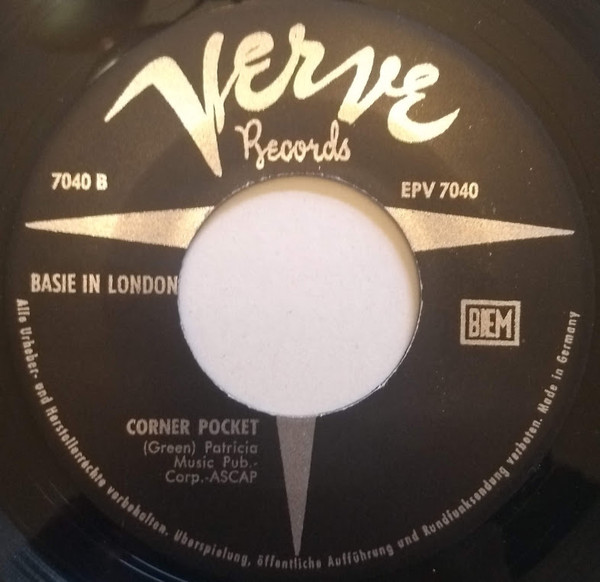 Verve
Records
7040 B
EPV 7040
BASIE IN LONDON
BIEM
CORNER POCKET
(Green) Patricia
Music Pub.-
Corp.-ASCAP
Alle Urheber- und Herstellerrechte vorbehalten. Überspielung, öffentliche Aufführung und Rundfunksendung verboten. Made in Germany